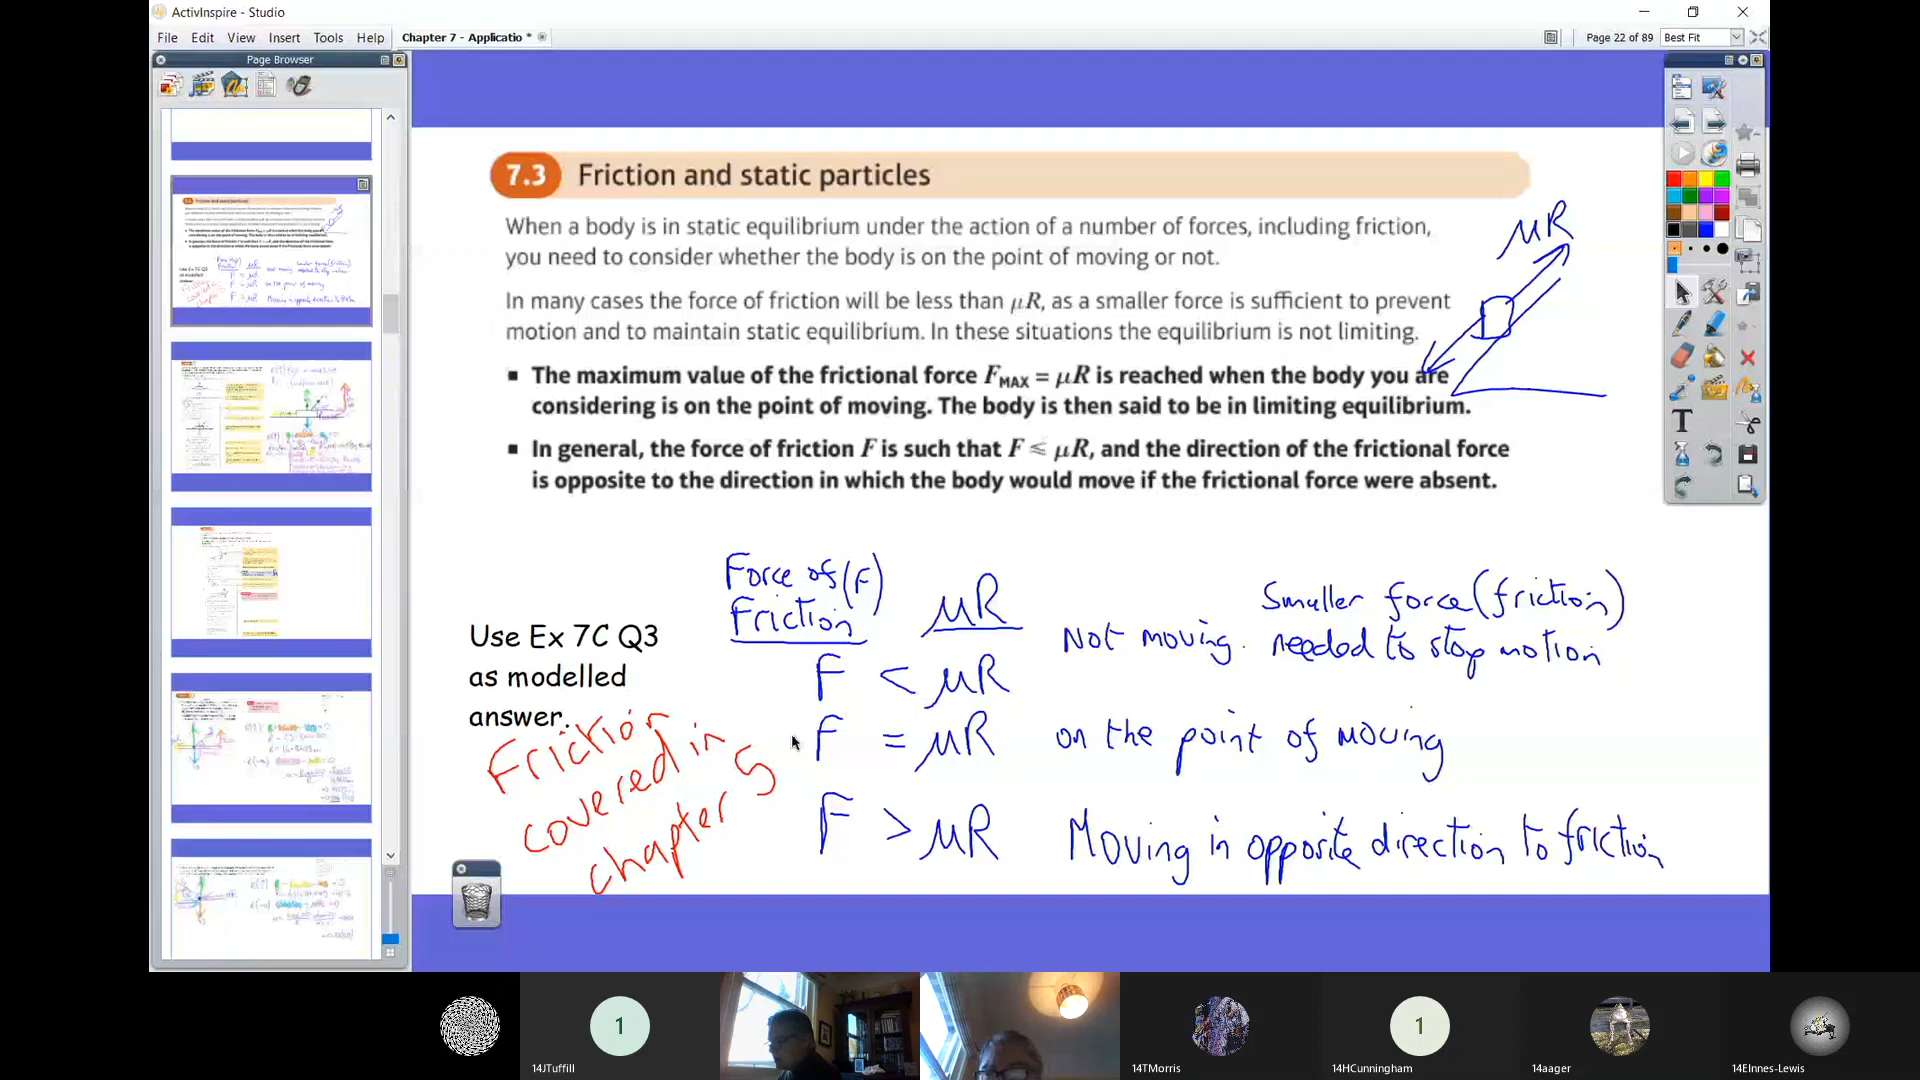 ActivInspire - Studio
File Edit View Insert Tools Help
Chapter 7 - Applicatio *
Page 22 of 89
Best Fit
Page Browser
7.3 Friction and static particles
When a body is in static equilibrium under the action of a number of forces, including friction,
you need to consider whether the body is on the point of moving or not.
In many cases the force of friction will be less than μR, as a smaller force is sufficient to prevent
motion and to maintain static equilibrium. In these situations the equilibrium is not limiting.
▪ The maximum value of the frictional force F_MAX = μR is reached when the body you are
considering is on the point of moving. The body is then said to be in limiting equilibrium.
▪ In general, the force of friction F is such that F ⩽ μR, and the direction of the frictional force
is opposite to the direction in which the body would move if the frictional force were absent.
μR
Use Ex 7C Q3
as modelled
answer.
Friction
covered in
chapter 5
Force of (F)
Friction
μR
F < μR
Not moving.
Smaller force (friction)
needed to stop motion
F = μR
on the point of moving
F > μR
Moving in opposite direction to friction
1
14JTuffill
14TMorris
1
14HCunningham
14aager
14EInnes-Lewis